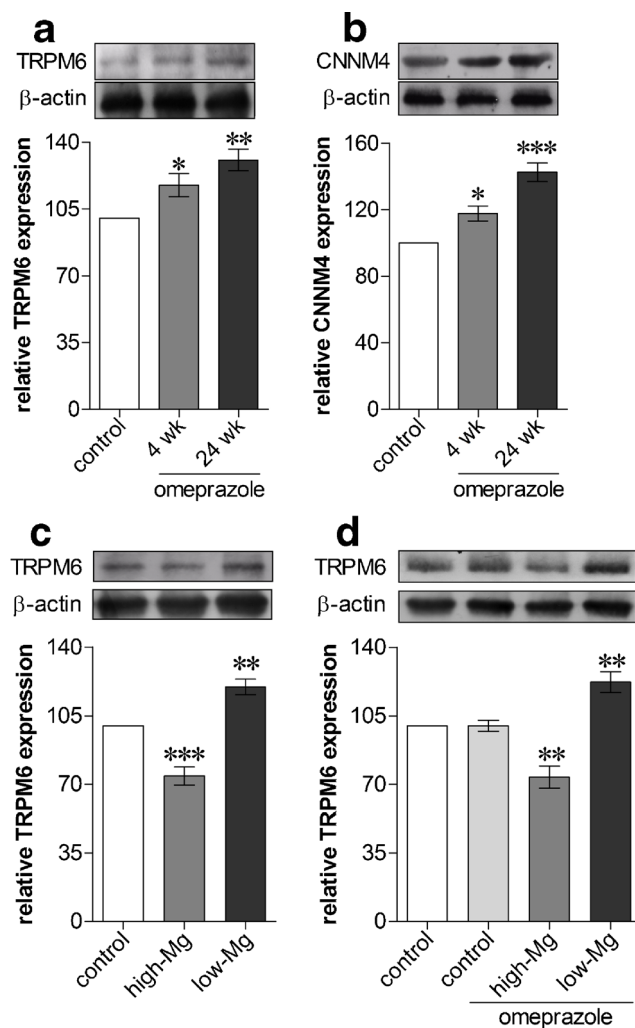 a
TRPM6
β-actin
relative TRPM6 expression
140
105
70
35
0
*
**
control
4 wk
24 wk
omeprazole
b
CNNM4
β-actin
relative CNNM4 expression
160
120
80
40
0
*
***
control
4 wk
24 wk
omeprazole
c
TRPM6
β-actin
relative TRPM6 expression
140
105
70
35
0
***
**
control
high-Mg
low-Mg
d
TRPM6
β-actin
relative TRPM6 expression
140
105
70
35
0
**
**
control
control
high-Mg
low-Mg
omeprazole